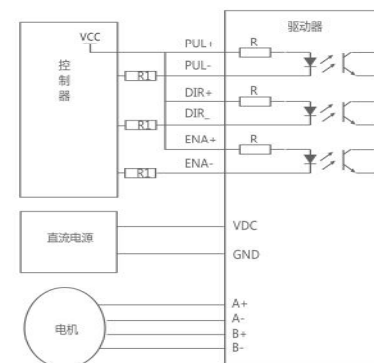 驱动器
VCC
控制器
PUL+
R
PUL-
R1
DIR+
R
DIR_
R1
ENA+
R
ENA-
R1
直流电源
VDC
GND
电机
A+
A-
B+
B-